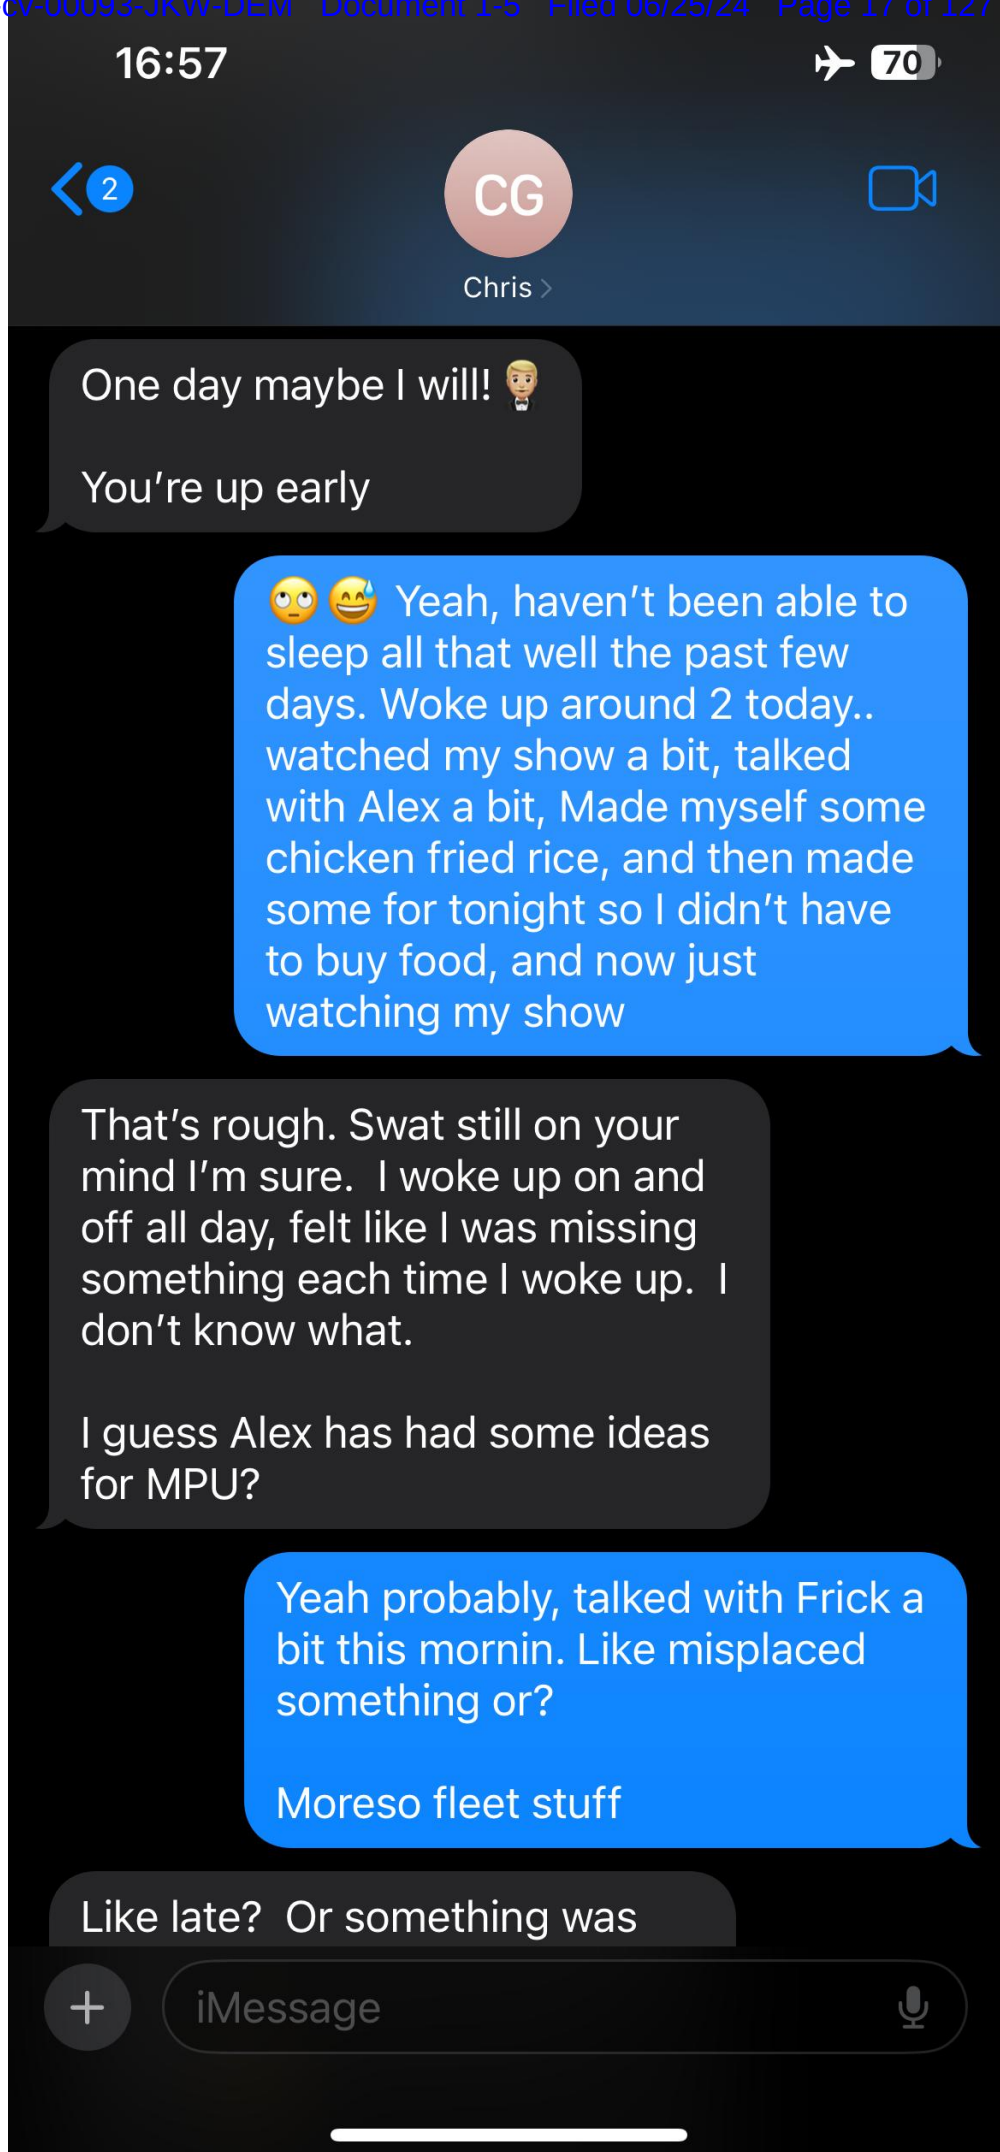 cv-00093-JKW-DEM Document 1-5 Filed 06/25/24 Page 17 of 127
16:57
70
2
CG
Chris
One day maybe I will! 🤵🏼
You’re up early
🙄😅 Yeah, haven’t been able to
sleep all that well the past few
days. Woke up around 2 today..
watched my show a bit, talked
with Alex a bit, Made myself some
chicken fried rice, and then made
some for tonight so I didn’t have
to buy food, and now just
watching my show
That’s rough. Swat still on your
mind I’m sure.  I woke up on and
off all day, felt like I was missing
something each time I woke up.  I
don’t know what.
I guess Alex has had some ideas
for MPU?
Yeah probably, talked with Frick a
bit this mornin. Like misplaced
something or?
Moreso fleet stuff
Like late?  Or something was
iMessage